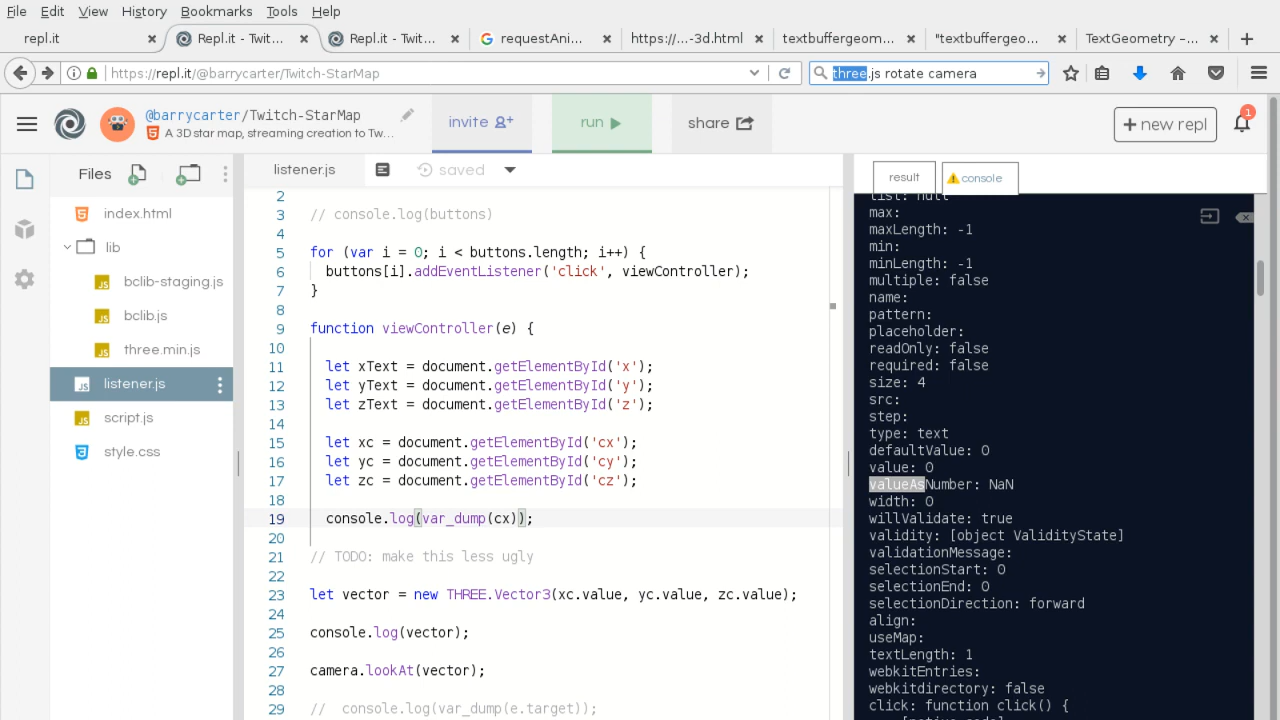 File Edit View History Bookmarks Tools Help
repl.it × Repl.it - Twit... × Repl.it - Twit... × requestAni... × https://...-3d.html × textbuffergeom... × "textbuffergeo... × TextGeometry -... × +
https://repl.it/@barrycarter/Twitch-StarMap three.js rotate camera
@barrycarter/Twitch-StarMap
A 3D star map, streaming creation to Tw...
invite run share + new repl 1
Files listener.js saved result console
index.html
lib
bclib-staging.js
bclib.js
three.min.js
listener.js
script.js
style.css
2
3 // console.log(buttons)
4
5 for (var i = 0; i < buttons.length; i++) {
6 buttons[i].addEventListener('click', viewController);
7 }
8
9 function viewController(e) {
10
11 let xText = document.getElementById('x');
12 let yText = document.getElementById('y');
13 let zText = document.getElementById('z');
14
15 let xc = document.getElementById('cx');
16 let yc = document.getElementById('cy');
17 let zc = document.getElementById('cz');
18
19 console.log(var_dump(cx));
20
21 // TODO: make this less ugly
22
23 let vector = new THREE.Vector3(xc.value, yc.value, zc.value);
24
25 console.log(vector);
26
27 camera.lookAt(vector);
28
29 // console.log(var_dump(e.target));
list: null
max:
maxLength: -1
min:
minLength: -1
multiple: false
name:
pattern:
placeholder:
readOnly: false
required: false
size: 4
src:
step:
type: text
defaultValue: 0
value: 0
valueAsNumber: NaN
width: 0
willValidate: true
validity: [object ValidityState]
validationMessage:
selectionStart: 0
selectionEnd: 0
selectionDirection: forward
align:
useMap:
textLength: 1
webkitEntries:
webkitdirectory: false
click: function click() {
[native code]